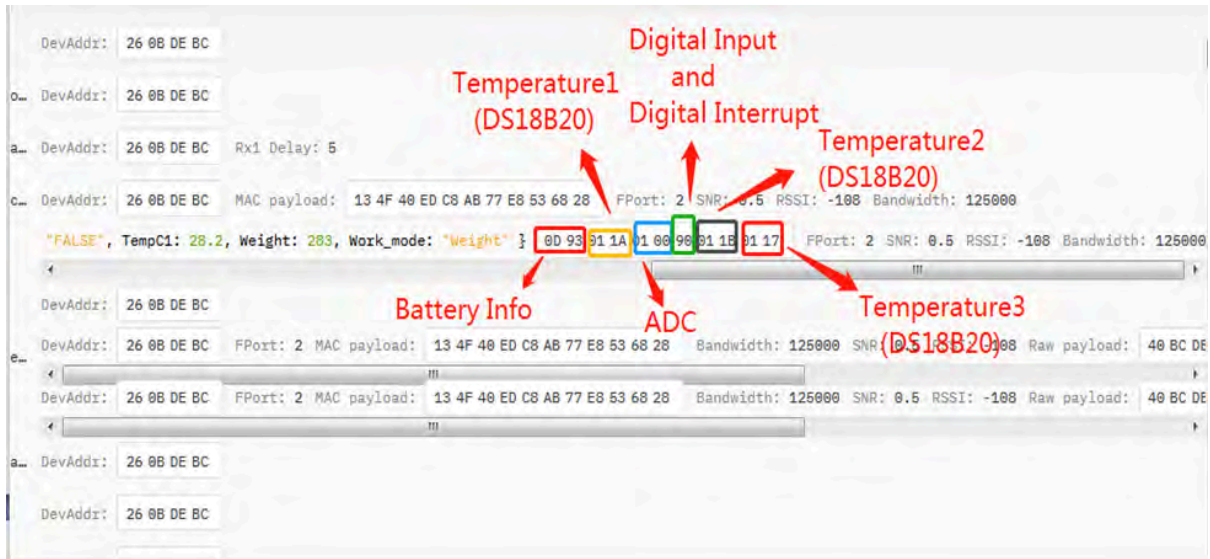 DevAddr: 26 0B DE BC
Digital Input
and
Digital Interrupt
Temperature1
(DS18B20)
o… DevAddr: 26 0B DE BC
Temperature2
(DS18B20)
a… DevAddr: 26 0B DE BC Rx1 Delay: 5
c… DevAddr: 26 0B DE BC MAC payload: 13 4F 40 ED C8 AB 77 E8 53 68 28 FPort: 2 SNR: 0.5 RSSI: -108 Bandwidth: 125000
"FALSE", TempC1: 28.2, Weight: 283, Work_mode: "Weight" } 0D 93 01 1A 01 00 90 01 1B 01 17 FPort: 2 SNR: 0.5 RSSI: -108 Bandwidth: 125000
DevAddr: 26 0B DE BC
Battery Info
ADC
Temperature3
(DS18B20)
e… DevAddr: 26 0B DE BC FPort: 2 MAC payload: 13 4F 40 ED C8 AB 77 E8 53 68 28 Bandwidth: 125000 SNR: 0.5 -108 Raw payload: 40 BC DE
DevAddr: 26 0B DE BC FPort: 2 MAC payload: 13 4F 40 ED C8 AB 77 E8 53 68 28 Bandwidth: 125000 SNR: 0.5 RSSI: -108 Raw payload: 40 BC DE
a… DevAddr: 26 0B DE BC
DevAddr: 26 0B DE BC